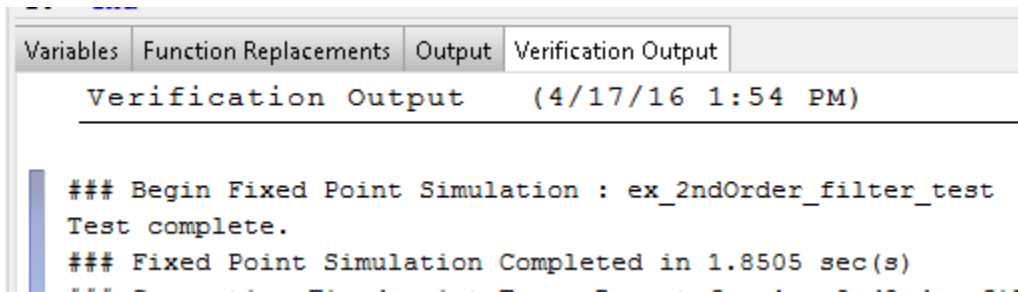 Variables Function Replacements Output Verification Output
Verification Output (4/17/16 1:54 PM)
### Begin Fixed Point Simulation : ex_2ndOrder_filter_test
Test complete.
### Fixed Point Simulation Completed in 1.8505 sec(s)